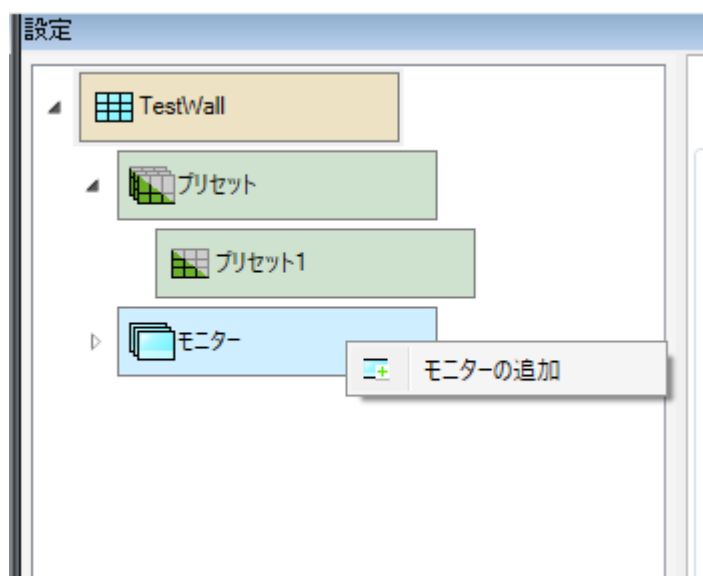 設定
TestWall
プリセット
プリセット1
モニター
モニターの追加